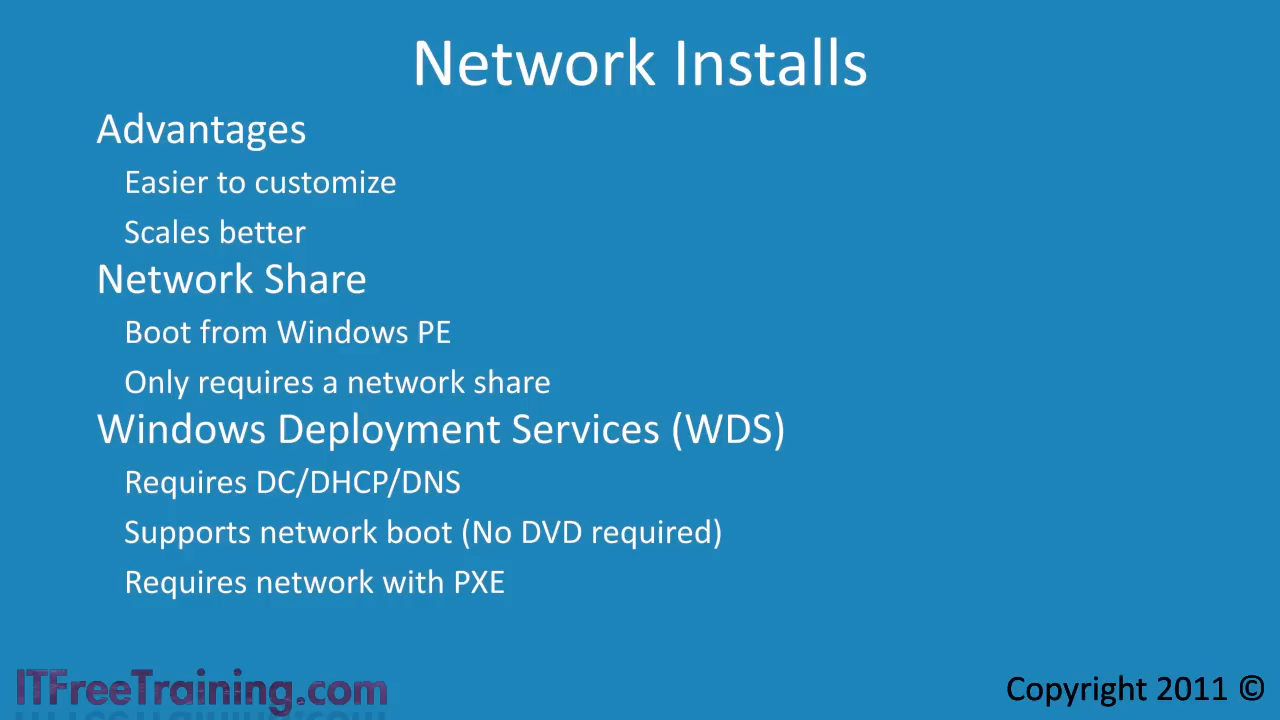 Network Installs
Advantages
Easier to customize
Scales better
Network Share
Boot from Windows PE
Only requires a network share
Windows Deployment Services (WDS)
Requires DC/DHCP/DNS
Supports network boot (No DVD required)
Requires network with PXE
ITFreeTraining.com
Copyright 2011 ©